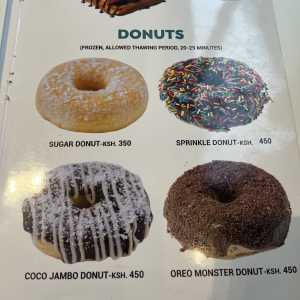 DONUTS
(FROZEN, ALLOWED THAWING PERIOD, 20-25 MINUTES)
SUGAR DONUT-KSH. 350
SPRINKLE DONUT-KSH. 450
COCO JAMBO DONUT-KSH. 450
OREO MONSTER DONUT-KSH. 450